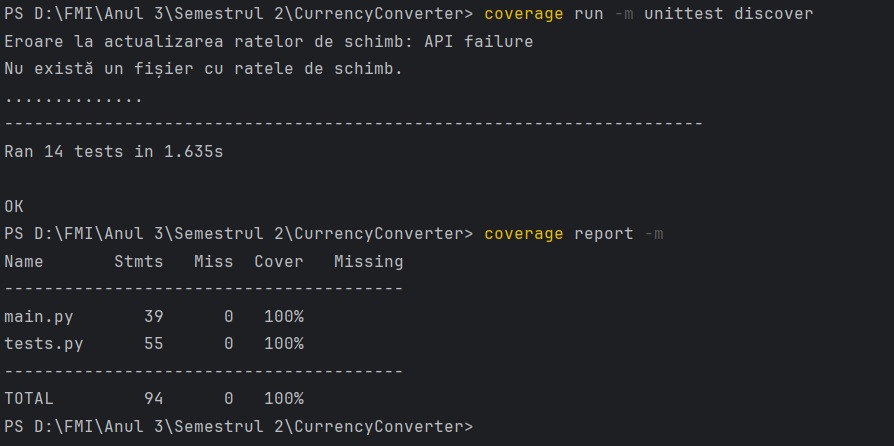 PS D:\FMI\Anul 3\Semestrul 2\CurrencyConverter> coverage run -m unittest discover
Eroare la actualizarea ratelor de schimb: API failure
Nu există un fișier cu ratele de schimb.
..............
----------------------------------------------------------------------
Ran 14 tests in 1.635s

OK
PS D:\FMI\Anul 3\Semestrul 2\CurrencyConverter> coverage report -m
Name       Stmts   Miss  Cover   Missing
----------------------------------------
main.py       39      0   100%
tests.py      55      0   100%
----------------------------------------
TOTAL         94      0   100%
PS D:\FMI\Anul 3\Semestrul 2\CurrencyConverter>